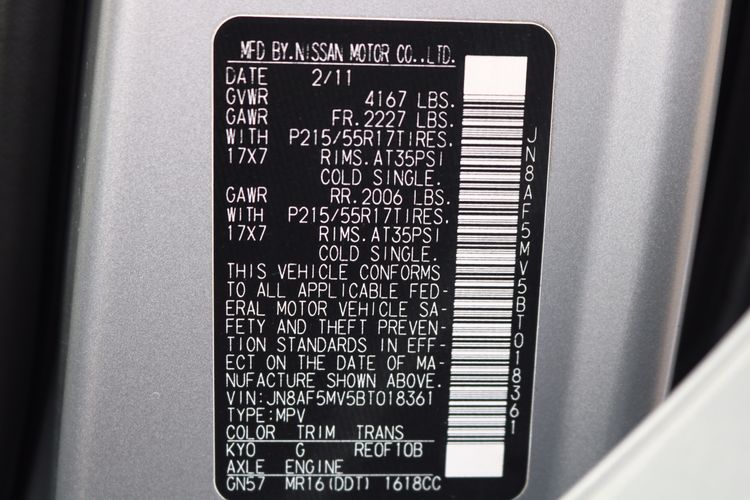 MFD BY.NISSAN MOTOR CO.,LTD.
DATE 2/11
GVWR 4167 LBS.
GAWR FR. 2227 LBS.
WITH P215/55R17TIRES.
17X7 RIMS.AT35PSI
COLD SINGLE.
GAWR RR. 2006 LBS.
WITH P215/55R17TIRES.
17X7 RIMS.AT35PSI
COLD SINGLE.
THIS VEHICLE CONFORMS
TO ALL APPLICABLE FED-
ERAL MOTOR VEHICLE SA-
FETY AND THEFT PREVEN-
TION STANDARDS IN EFF-
ECT ON THE DATE OF MA-
NUFACTURE SHOWN ABOVE.
VIN:JN8AF5MV5BT018361
TYPE:MPV
COLOR TRIM TRANS
KY0 G RE0F10B
AXLE ENGINE
GN57 MR16(DDT) 1618CC
JN8AF5MV5BT018361